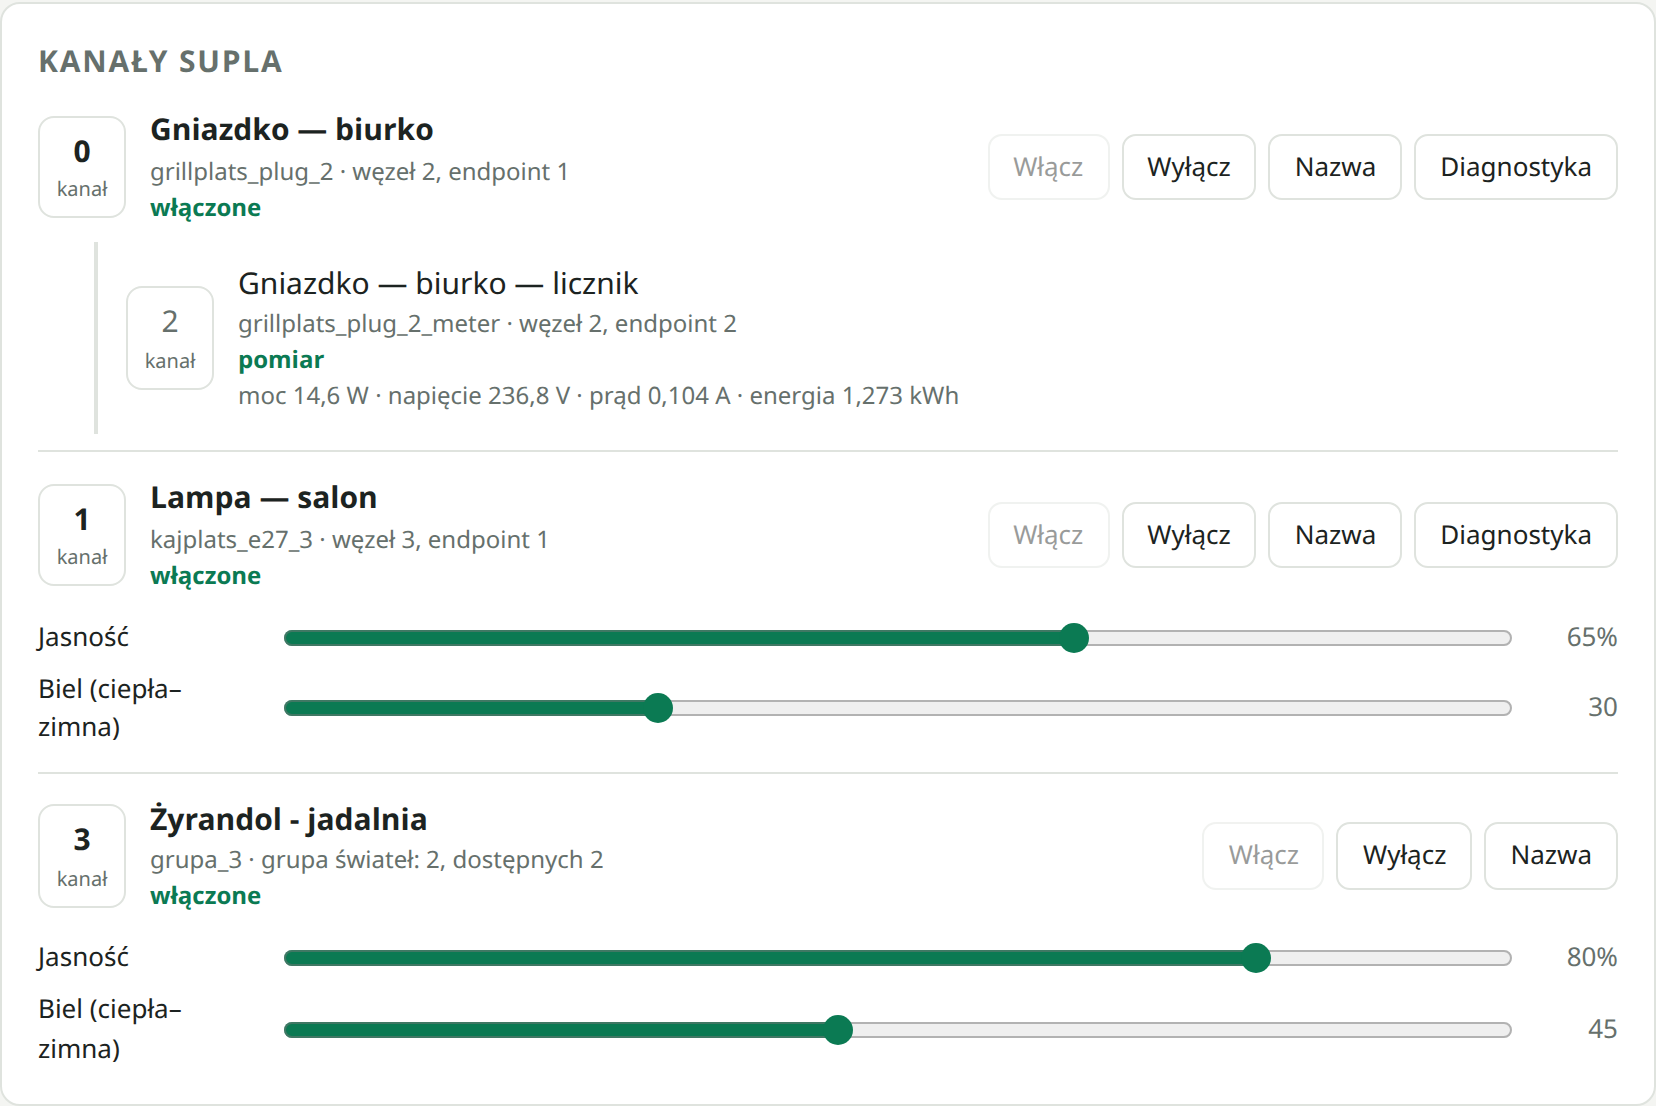 KANAŁY SUPLA
0
kanał
Gniazdko — biurko
grillplats_plug_2 · węzeł 2, endpoint 1
włączone
Włącz
Wyłącz
Nazwa
Diagnostyka
2
kanał
Gniazdko — biurko — licznik
grillplats_plug_2_meter · węzeł 2, endpoint 2
pomiar
moc 14,6 W · napięcie 236,8 V · prąd 0,104 A · energia 1,273 kWh
1
kanał
Lampa — salon
kajplats_e27_3 · węzeł 3, endpoint 1
włączone
Włącz
Wyłącz
Nazwa
Diagnostyka
Jasność
65%
Biel (ciepła–
zimna)
30
3
kanał
Żyrandol - jadalnia
grupa_3 · grupa świateł: 2, dostępnych 2
włączone
Włącz
Wyłącz
Nazwa
Jasność
80%
Biel (ciepła–
zimna)
45